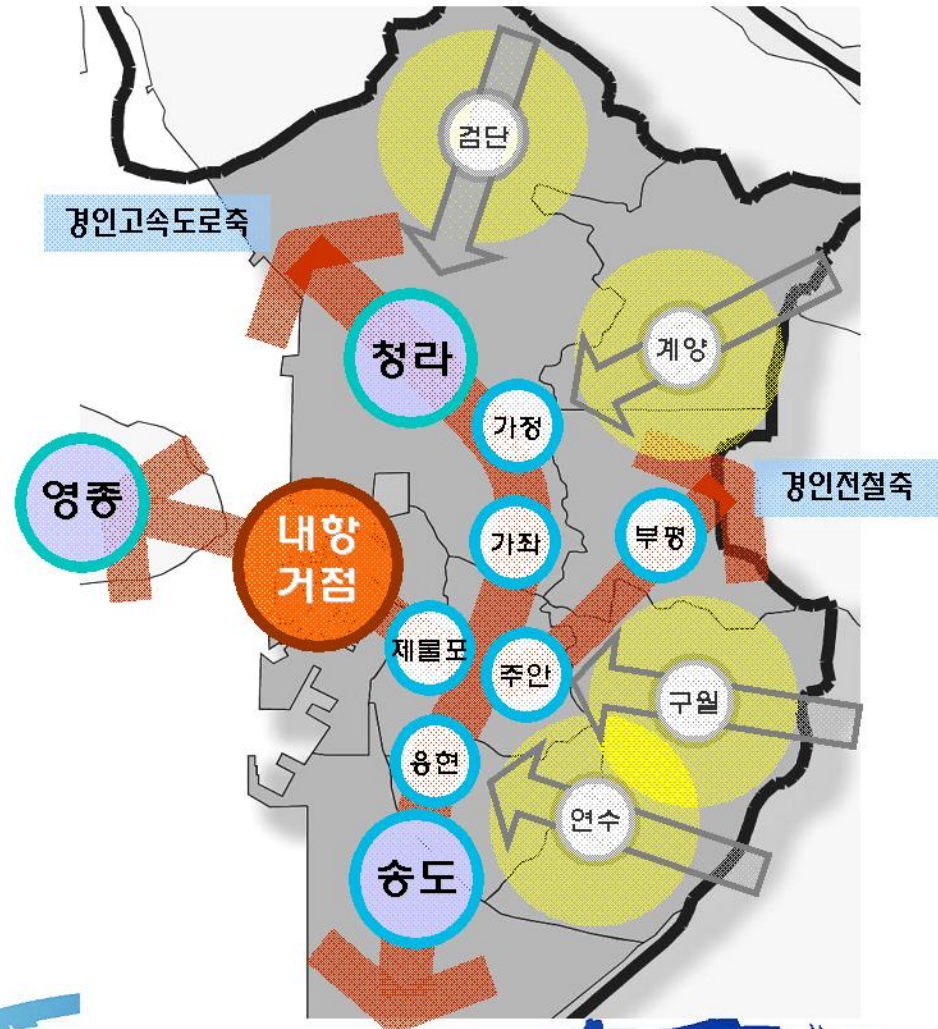 검단
경인고속도로축
계양
청라
가정
경인전철축
영종
내항
거점
가좌
부평
제물포
주안
구월
용현
연수
송도